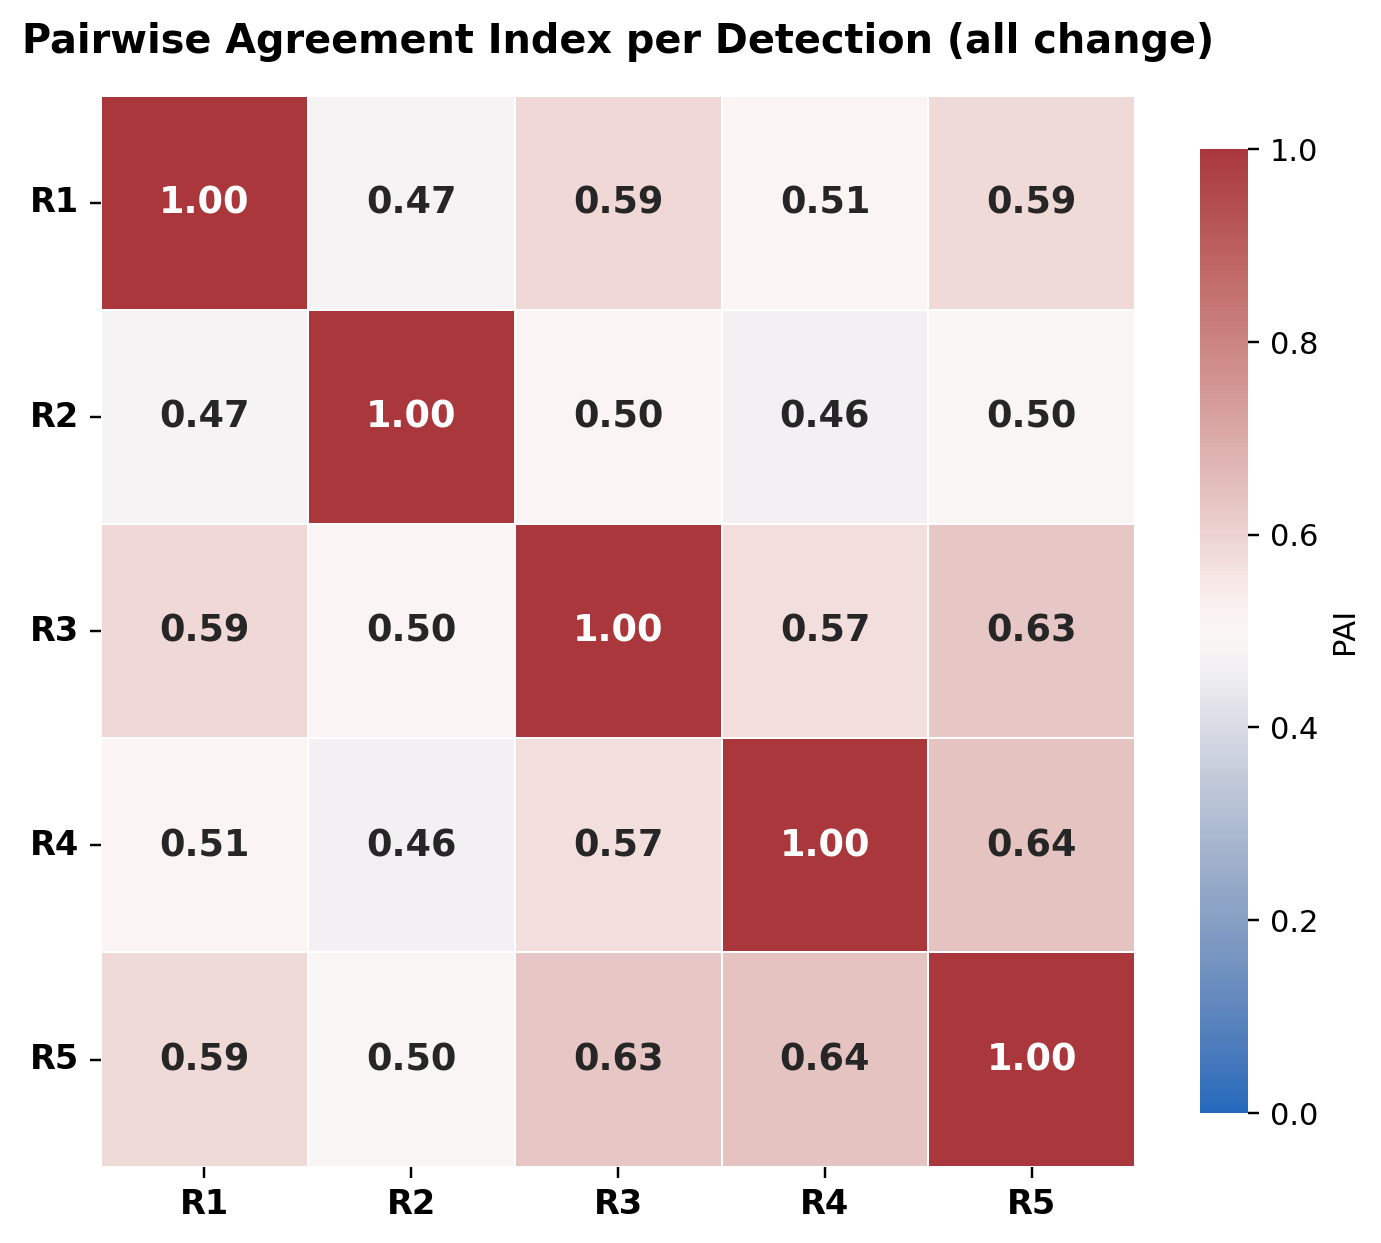 Pairwise Agreement Index per Detection (all change)
R1 1.00 0.47 0.59 0.51 0.59
R2 0.47 1.00 0.50 0.46 0.50
R3 0.59 0.50 1.00 0.57 0.63
R4 0.51 0.46 0.57 1.00 0.64
R5 0.59 0.50 0.63 0.64 1.00
R1 R2 R3 R4 R5
1.0
0.8
0.6
0.4
0.2
0.0
PAI